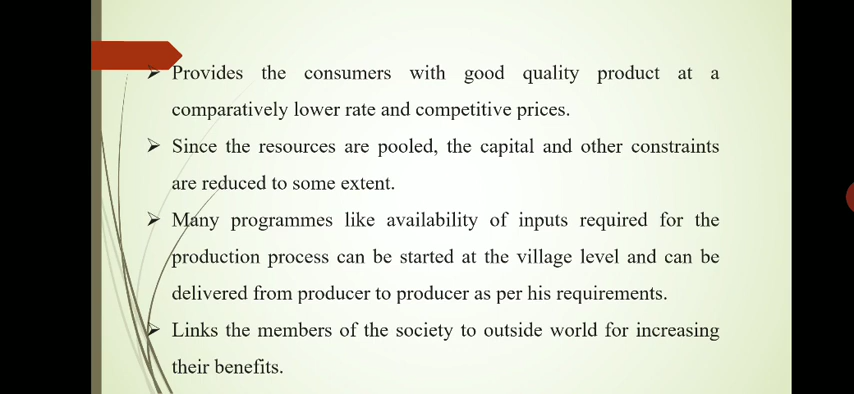 ➢ Provides the consumers with good quality product at a
comparatively lower rate and competitive prices.
➢ Since the resources are pooled, the capital and other constraints
are reduced to some extent.
➢ Many programmes like availability of inputs required for the
production process can be started at the village level and can be
delivered from producer to producer as per his requirements.
➢ Links the members of the society to outside world for increasing
their benefits.